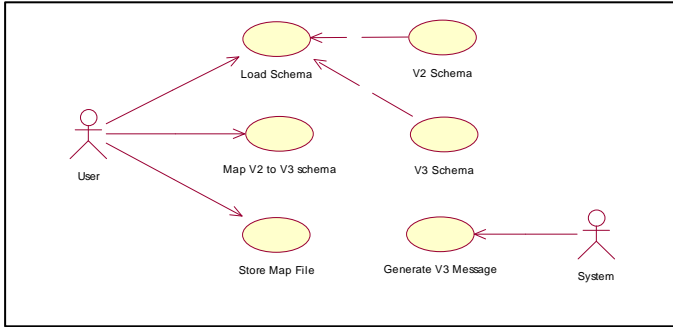 Load Schema
V2 Schema
User
Map V2 to V3 schema
V3 Schema
Store Map File
Generate V3 Message
System